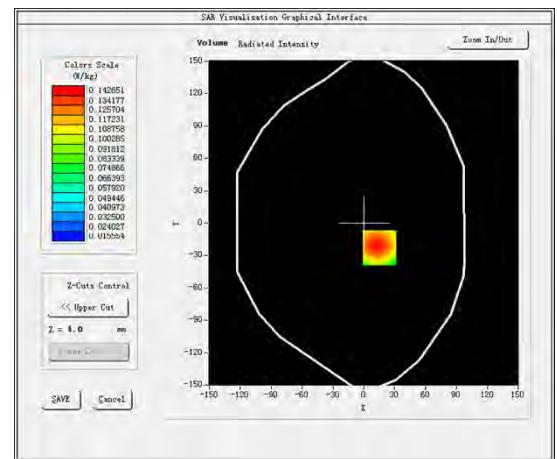 SAR Visualisation Graphical Interface
Volume Radiated Intensity
Zoom In/Out
Colors Scale
(W/kg)
0.142651
0.134177
0.125704
0.117231
0.108758
0.100285
0.091812
0.083339
0.074866
0.066393
0.057920
0.049446
0.040973
0.032500
0.024027
0.015554
Z-Cuts Control
<< Upper Cut
Z = 4.0 mm
SAVE
Cancel
150
120
90
60
30
0
-30
-60
-90
-120
-150
Y
-150 -120 -90 -60 -30 0 30 60 90 120 150
X